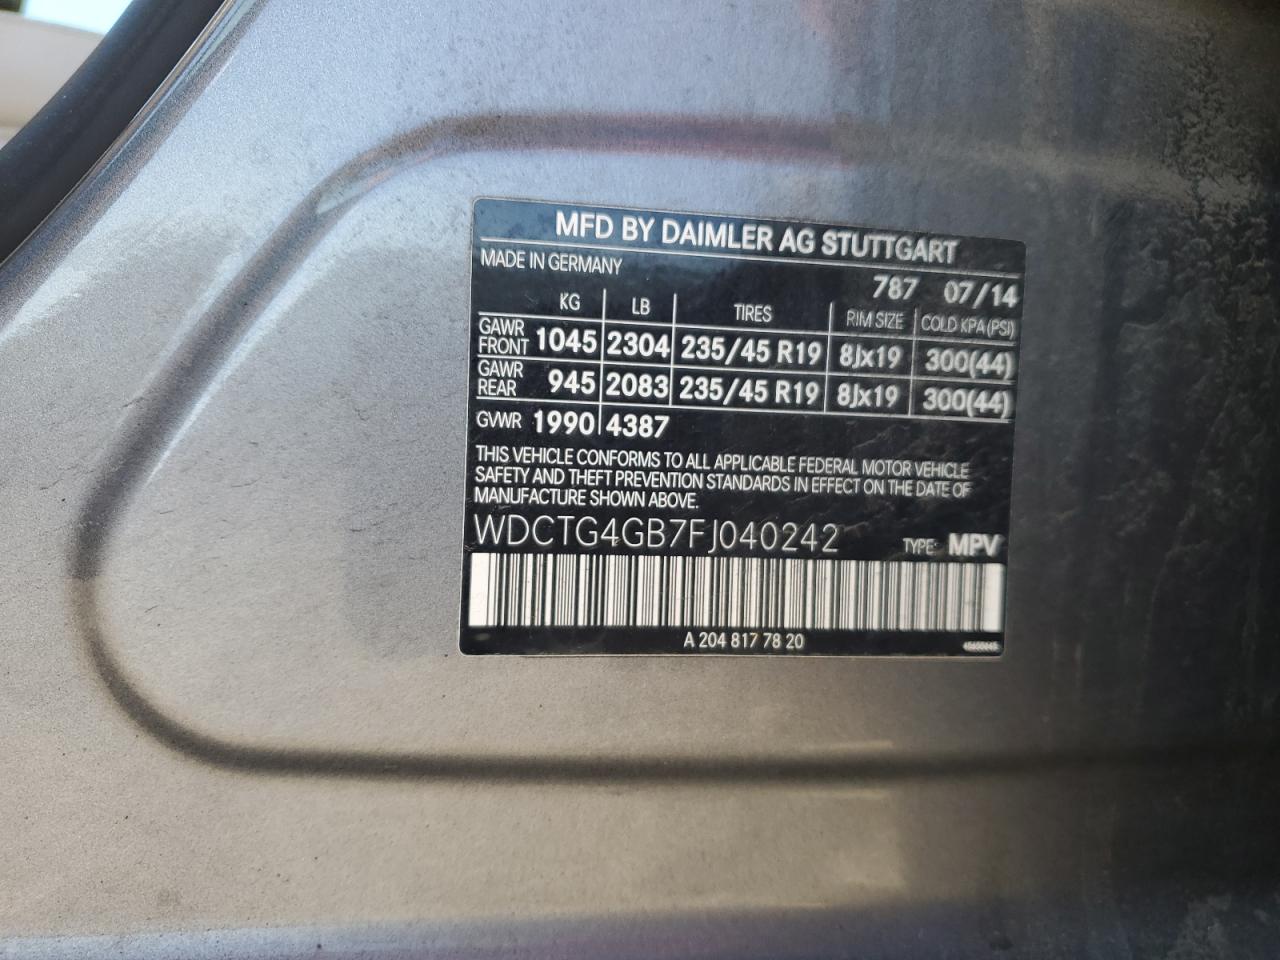 MFD BY DAIMLER AG STUTTGART
MADE IN GERMANY
787 07/14
KG LB TIRES RIM SIZE COLD KPA (PSI)
GAWR FRONT 1045 2304 235/45 R19 8Jx19 300(44)
GAWR REAR 945 2083 235/45 R19 8Jx19 300(44)
GVWR 1990 4387
THIS VEHICLE CONFORMS TO ALL APPLICABLE FEDERAL MOTOR VEHICLE
SAFETY AND THEFT PREVENTION STANDARDS IN EFFECT ON THE DATE OF
MANUFACTURE SHOWN ABOVE.
WDCTG4GB7FJ040242 TYPE: MPV
A 204 817 78 20